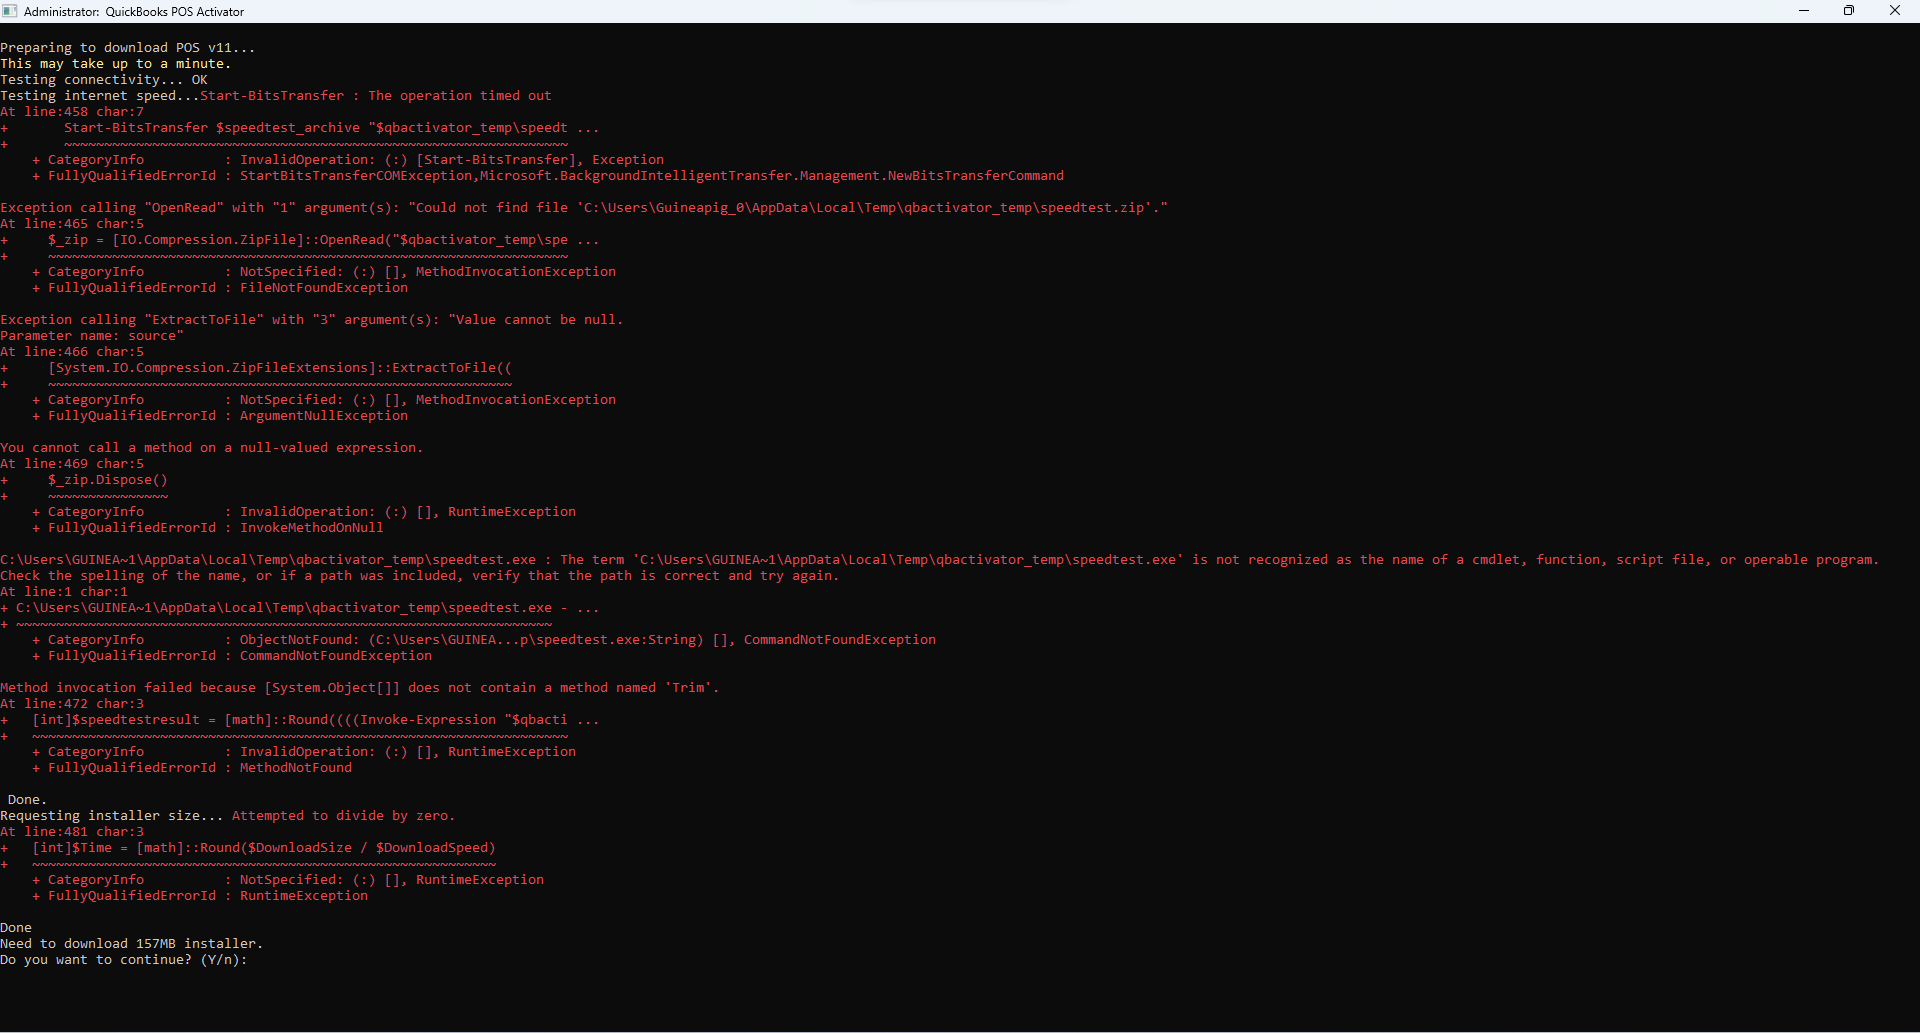 Administrator: QuickBooks POS Activator
Preparing to download POS v11...
This may take up to a minute.
Testing connectivity... OK
Testing internet speed...Start-BitsTransfer : The operation timed out
At line:458 char:7
+       Start-BitsTransfer $speedtest_archive "$qbactivator_temp\speedt ...
+       ~~~~~~~~~~~~~~~~~~~~~~~~~~~~~~~~~~~~~~~~~~~~~~~~~~~~~~~~~~~~~~~
    + CategoryInfo          : InvalidOperation: (:) [Start-BitsTransfer], Exception
    + FullyQualifiedErrorId : StartBitsTransferCOMException,Microsoft.BackgroundIntelligentTransfer.Management.NewBitsTransferCommand
Exception calling "OpenRead" with "1" argument(s): "Could not find file 'C:\Users\Guineapig_0\AppData\Local\Temp\qbactivator_temp\speedtest.zip'."
At line:465 char:5
+     $_zip = [IO.Compression.ZipFile]::OpenRead("$qbactivator_temp\spe ...
+     ~~~~~~~~~~~~~~~~~~~~~~~~~~~~~~~~~~~~~~~~~~~~~~~~~~~~~~~~~~~~~~~~~
    + CategoryInfo          : NotSpecified: (:) [], MethodInvocationException
    + FullyQualifiedErrorId : FileNotFoundException
Exception calling "ExtractToFile" with "3" argument(s): "Value cannot be null.
Parameter name: source"
At line:466 char:5
+     [System.IO.Compression.ZipFileExtensions]::ExtractToFile((
+     ~~~~~~~~~~~~~~~~~~~~~~~~~~~~~~~~~~~~~~~~~~~~~~~~~~~~~~~~~~
    + CategoryInfo          : NotSpecified: (:) [], MethodInvocationException
    + FullyQualifiedErrorId : ArgumentNullException
You cannot call a method on a null-valued expression.
At line:469 char:5
+     $_zip.Dispose()
+     ~~~~~~~~~~~~~~~
    + CategoryInfo          : InvalidOperation: (:) [], RuntimeException
    + FullyQualifiedErrorId : InvokeMethodOnNull
C:\Users\GUINEA~1\AppData\Local\Temp\qbactivator_temp\speedtest.exe : The term 'C:\Users\GUINEA~1\AppData\Local\Temp\qbactivator_temp\speedtest.exe' is not recognized as the name of a cmdlet, function, script file, or operable program.
Check the spelling of the name, or if a path was included, verify that the path is correct and try again.
At line:1 char:1
+ C:\Users\GUINEA~1\AppData\Local\Temp\qbactivator_temp\speedtest.exe - ...
+ ~~~~~~~~~~~~~~~~~~~~~~~~~~~~~~~~~~~~~~~~~~~~~~~~~~~~~~~~~~~~~~~~~~~
    + CategoryInfo          : ObjectNotFound: (C:\Users\GUINEA...p\speedtest.exe:String) [], CommandNotFoundException
    + FullyQualifiedErrorId : CommandNotFoundException
Method invocation failed because [System.Object[]] does not contain a method named 'Trim'.
At line:472 char:3
+   [int]$speedtestresult = [math]::Round((((Invoke-Expression "$qbacti ...
+   ~~~~~~~~~~~~~~~~~~~~~~~~~~~~~~~~~~~~~~~~~~~~~~~~~~~~~~~~~~~~~~~~~~~
    + CategoryInfo          : InvalidOperation: (:) [], RuntimeException
    + FullyQualifiedErrorId : MethodNotFound
 Done.
Requesting installer size... Attempted to divide by zero.
At line:481 char:3
+   [int]$Time = [math]::Round($DownloadSize / $DownloadSpeed)
+   ~~~~~~~~~~~~~~~~~~~~~~~~~~~~~~~~~~~~~~~~~~~~~~~~~~~~~~~~~~
    + CategoryInfo          : NotSpecified: (:) [], RuntimeException
    + FullyQualifiedErrorId : RuntimeException
Done
Need to download 157MB installer.
Do you want to continue? (Y/n):